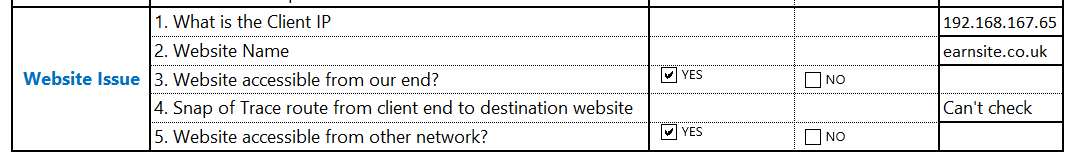 1. What is the Client IP 192.168.167.65
2. Website Name earnsite.co.uk
Website Issue 3. Website accessible from our end? YES NO
4. Snap of Trace route from client end to destination website Can't check
5. Website accessible from other network? YES NO